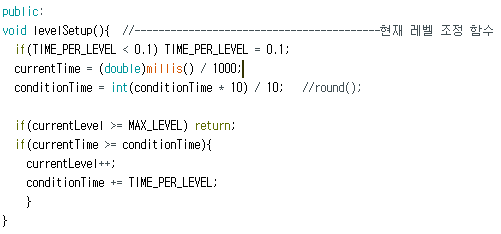 public:
void levelSetup(){  //-----------------------------------------현재 레벨 조정 함수
  if(TIME_PER_LEVEL < 0.1) TIME_PER_LEVEL = 0.1;
  currentTime = (double)millis() / 1000;
  conditionTime = int(conditionTime * 10) / 10;   //round();

  if(currentLevel >= MAX_LEVEL) return;
  if(currentTime >= conditionTime){
    currentLevel++;
    conditionTime += TIME_PER_LEVEL;
    }
}